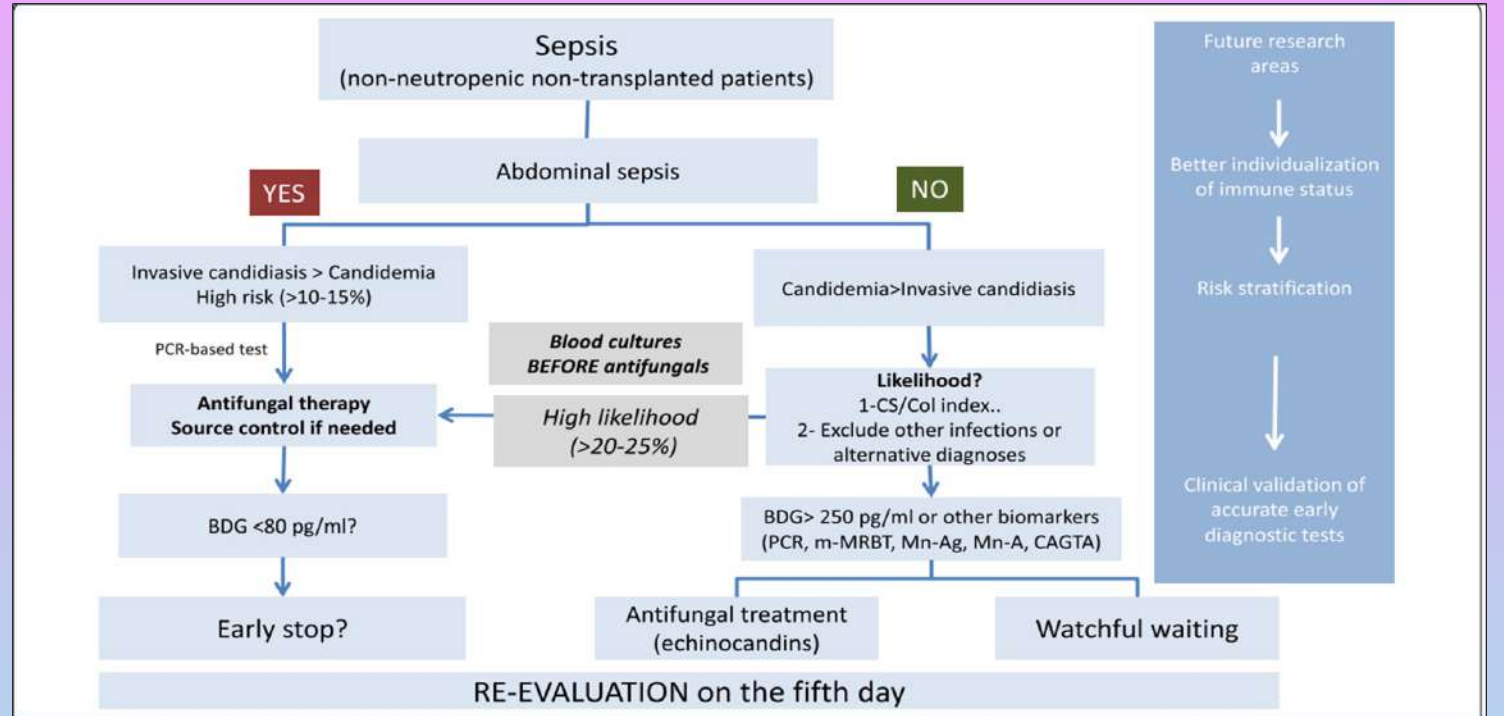 Sepsis
(non-neutropenic non-transplanted patients)
Abdominal sepsis
YES
NO
Invasive candidiasis > Candidemia
High risk (>10-15%)
Candidemia>Invasive candidiasis
PCR-based test
Blood cultures
BEFORE antifungals
Antifungal therapy
Source control if needed
High likelihood
(>20-25%)
Likelihood?
1-CS/Col index..
2- Exclude other infections or
alternative diagnoses
BDG <80 pg/ml?
BDG> 250 pg/ml or other biomarkers
(PCR, m-MRBT, Mn-Ag, Mn-A, CAGTA)
Early stop?
Antifungal treatment
(echinocandins)
Watchful waiting
RE-EVALUATION on the fifth day
Future research
areas
Better individualization
of immune status
Risk stratification
Clinical validation of
accurate early
diagnostic tests